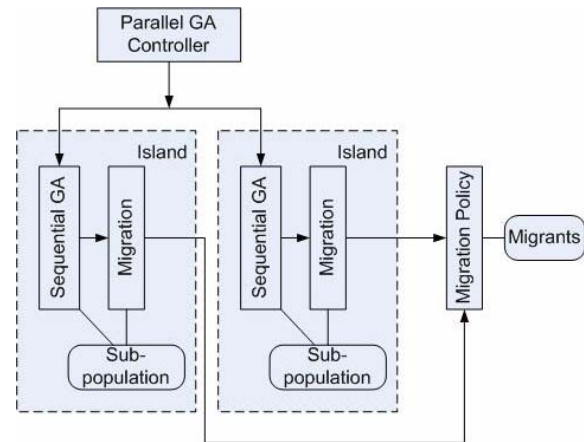 Parallel GA
Controller
Island
Sequential GA
Migration
Sub-
population
Island
Sequential GA
Migration
Sub-
population
Migration Policy
Migrants